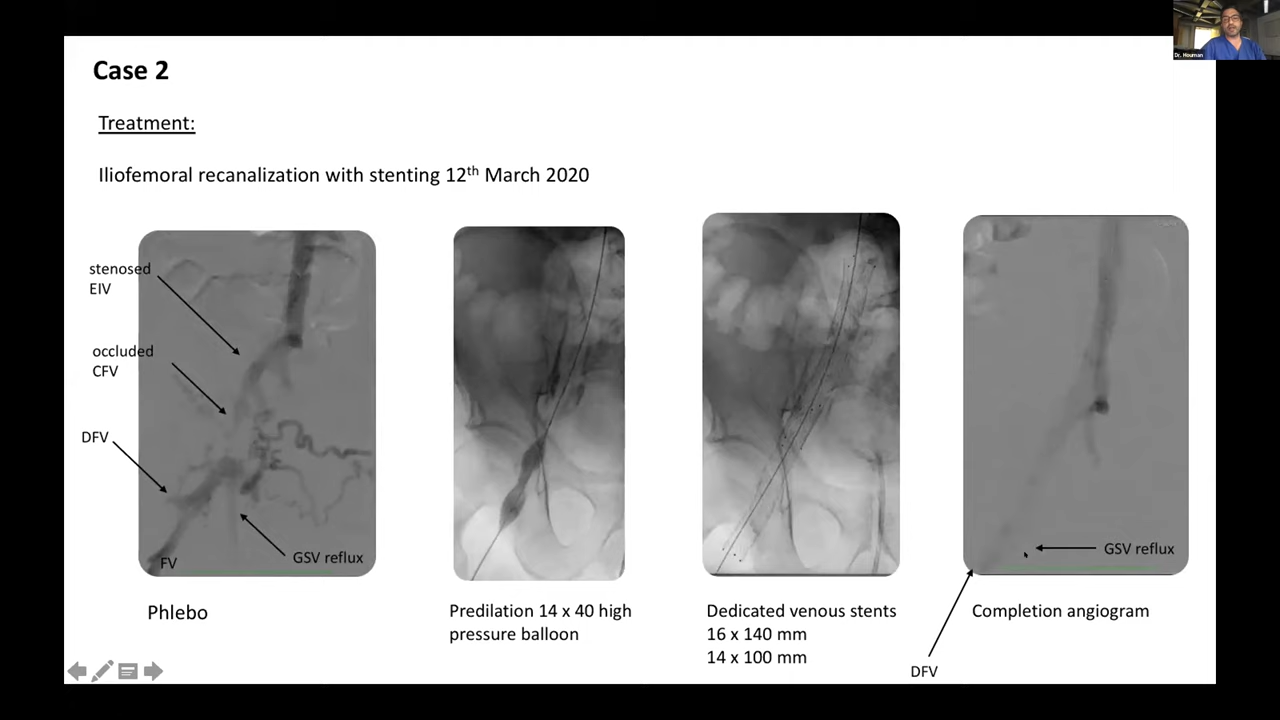 Dr. Houman
Case 2
Treatment:
Iliofemoral recanalization with stenting 12th March 2020
stenosed
EIV
occluded
CFV
DFV
FV
GSV reflux
GSV reflux
Phlebo
Predilation 14 x 40 high
pressure balloon
Dedicated venous stents
16 x 140 mm
14 x 100 mm
Completion angiogram
DFV